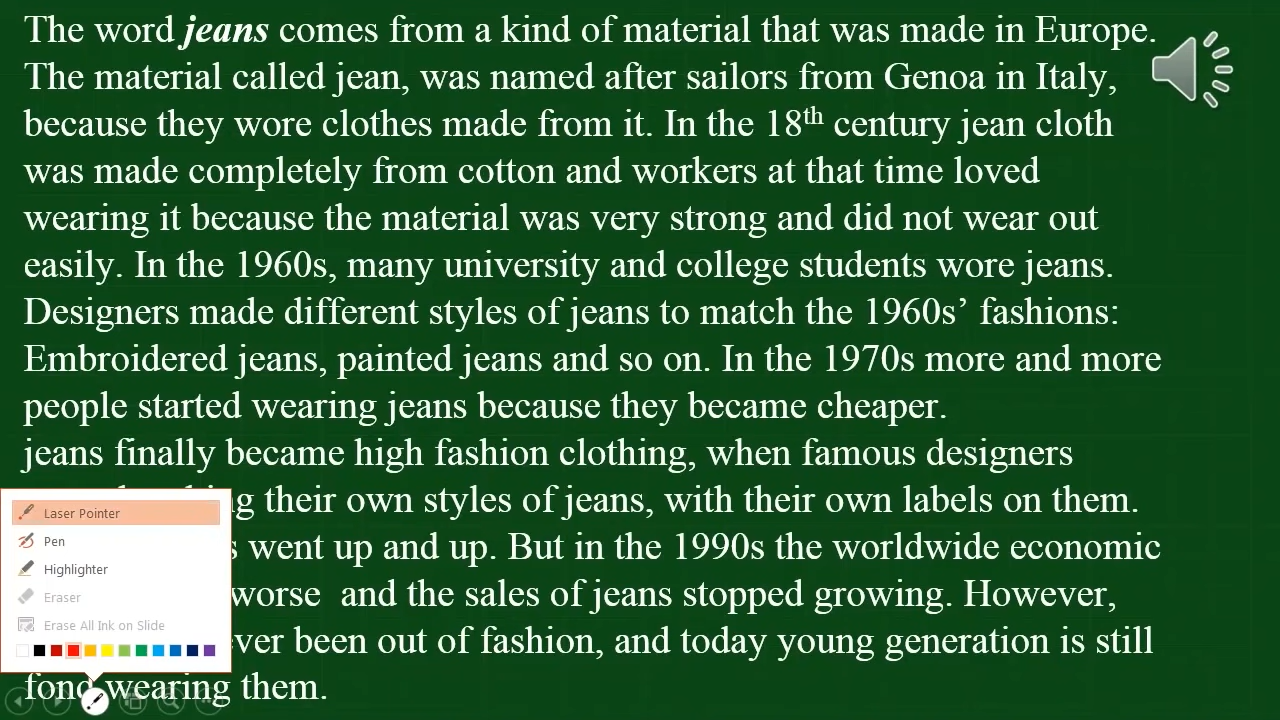 The word jeans comes from a kind of material that was made in Europe.
The material called jean, was named after sailors from Genoa in Italy,
because they wore clothes made from it. In the 18th century jean cloth
was made completely from cotton and workers at that time loved
wearing it because the material was very strong and did not wear out
easily. In the 1960s, many university and college students wore jeans.
Designers made different styles of jeans to match the 1960s’ fashions:
Embroidered jeans, painted jeans and so on. In the 1970s more and more
people started wearing jeans because they became cheaper.
jeans finally became high fashion clothing, when famous designers
their own styles of jeans, with their own labels on them.
went up and up. But in the 1990s the worldwide economic
worse and the sales of jeans stopped growing. However,
been out of fashion, and today young generation is still
fond wearing them.
Laser Pointer
Pen
Highlighter
Eraser
Erase All Ink on Slide